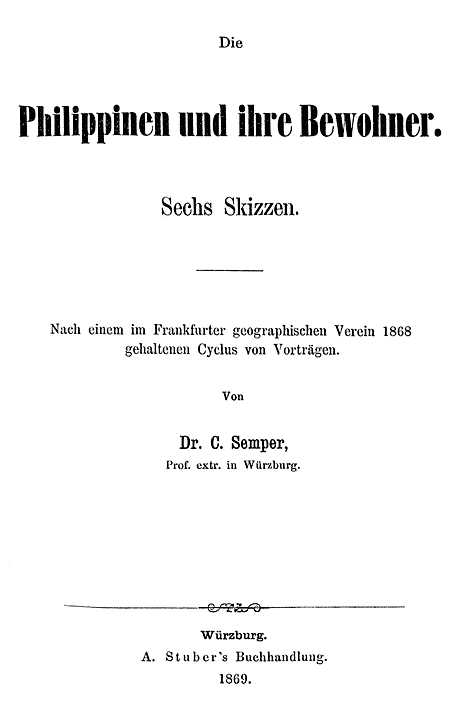 Die
Philippinen und ihre Bewohner.
Sechs Skizzen.
Nach einem im Frankfurter geographischen Verein 1868
gehaltenen Cyclus von Vorträgen.
Von
Dr. C. Semper,
Prof. extr. in Würzburg.
Würzburg.
A. Stuber's Buchhandlung.
1869.